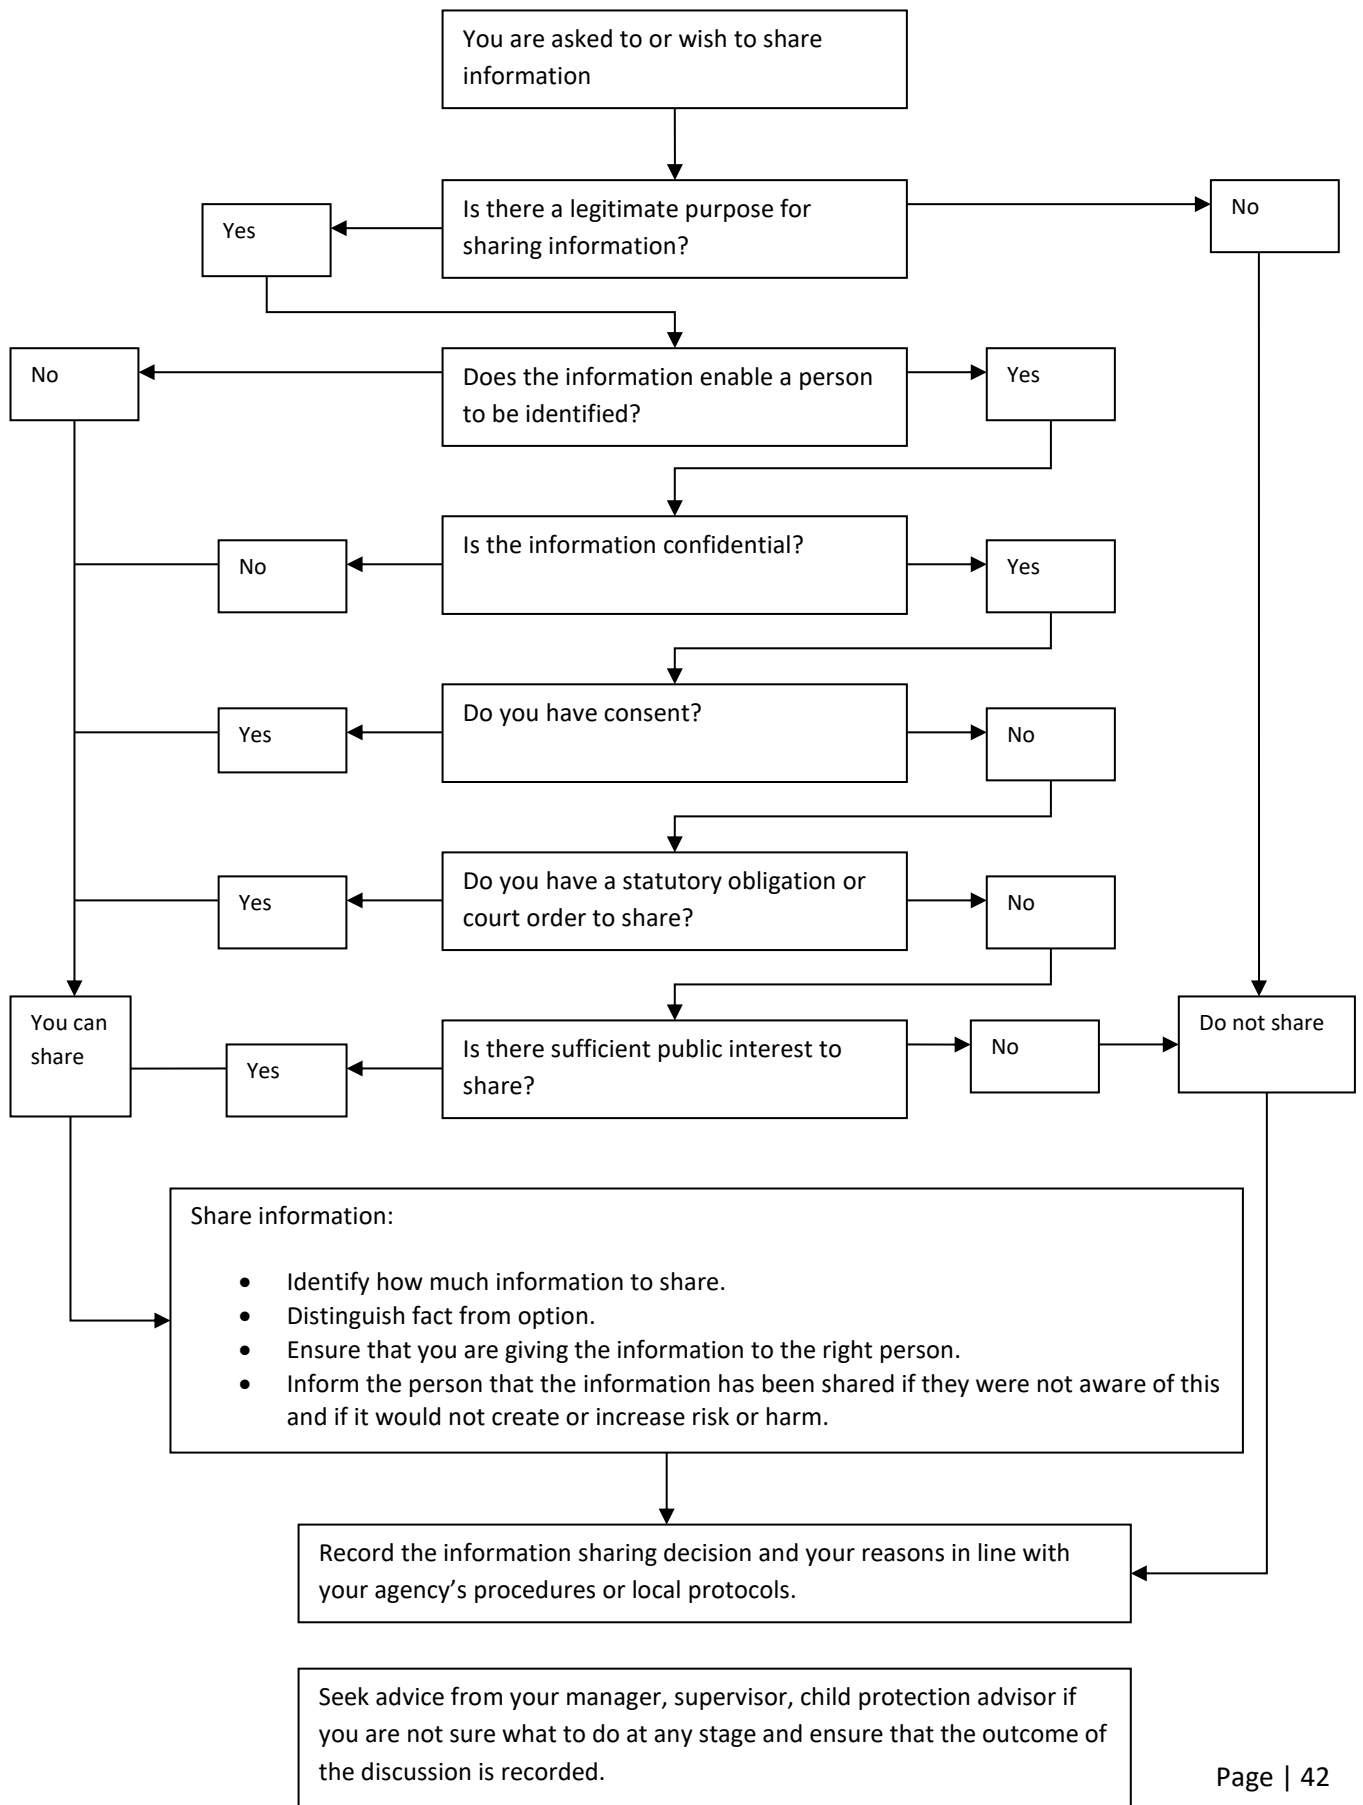 You are asked to or wish to share
information
Is there a legitimate purpose for
sharing information?
Yes
No
Does the information enable a person
to be identified?
No
Yes
Is the information confidential?
No
Yes
Do you have consent?
Yes
No
Do you have a statutory obligation or
court order to share?
Yes
No
You can
share
Is there sufficient public interest to
share?
Yes
No
Do not share
Share information:
• Identify how much information to share.
• Distinguish fact from option.
• Ensure that you are giving the information to the right person.
• Inform the person that the information has been shared if they were not aware of this
and if it would not create or increase risk or harm.
Record the information sharing decision and your reasons in line with
your agency’s procedures or local protocols.
Seek advice from your manager, supervisor, child protection advisor if
you are not sure what to do at any stage and ensure that the outcome of
the discussion is recorded.
Page | 42